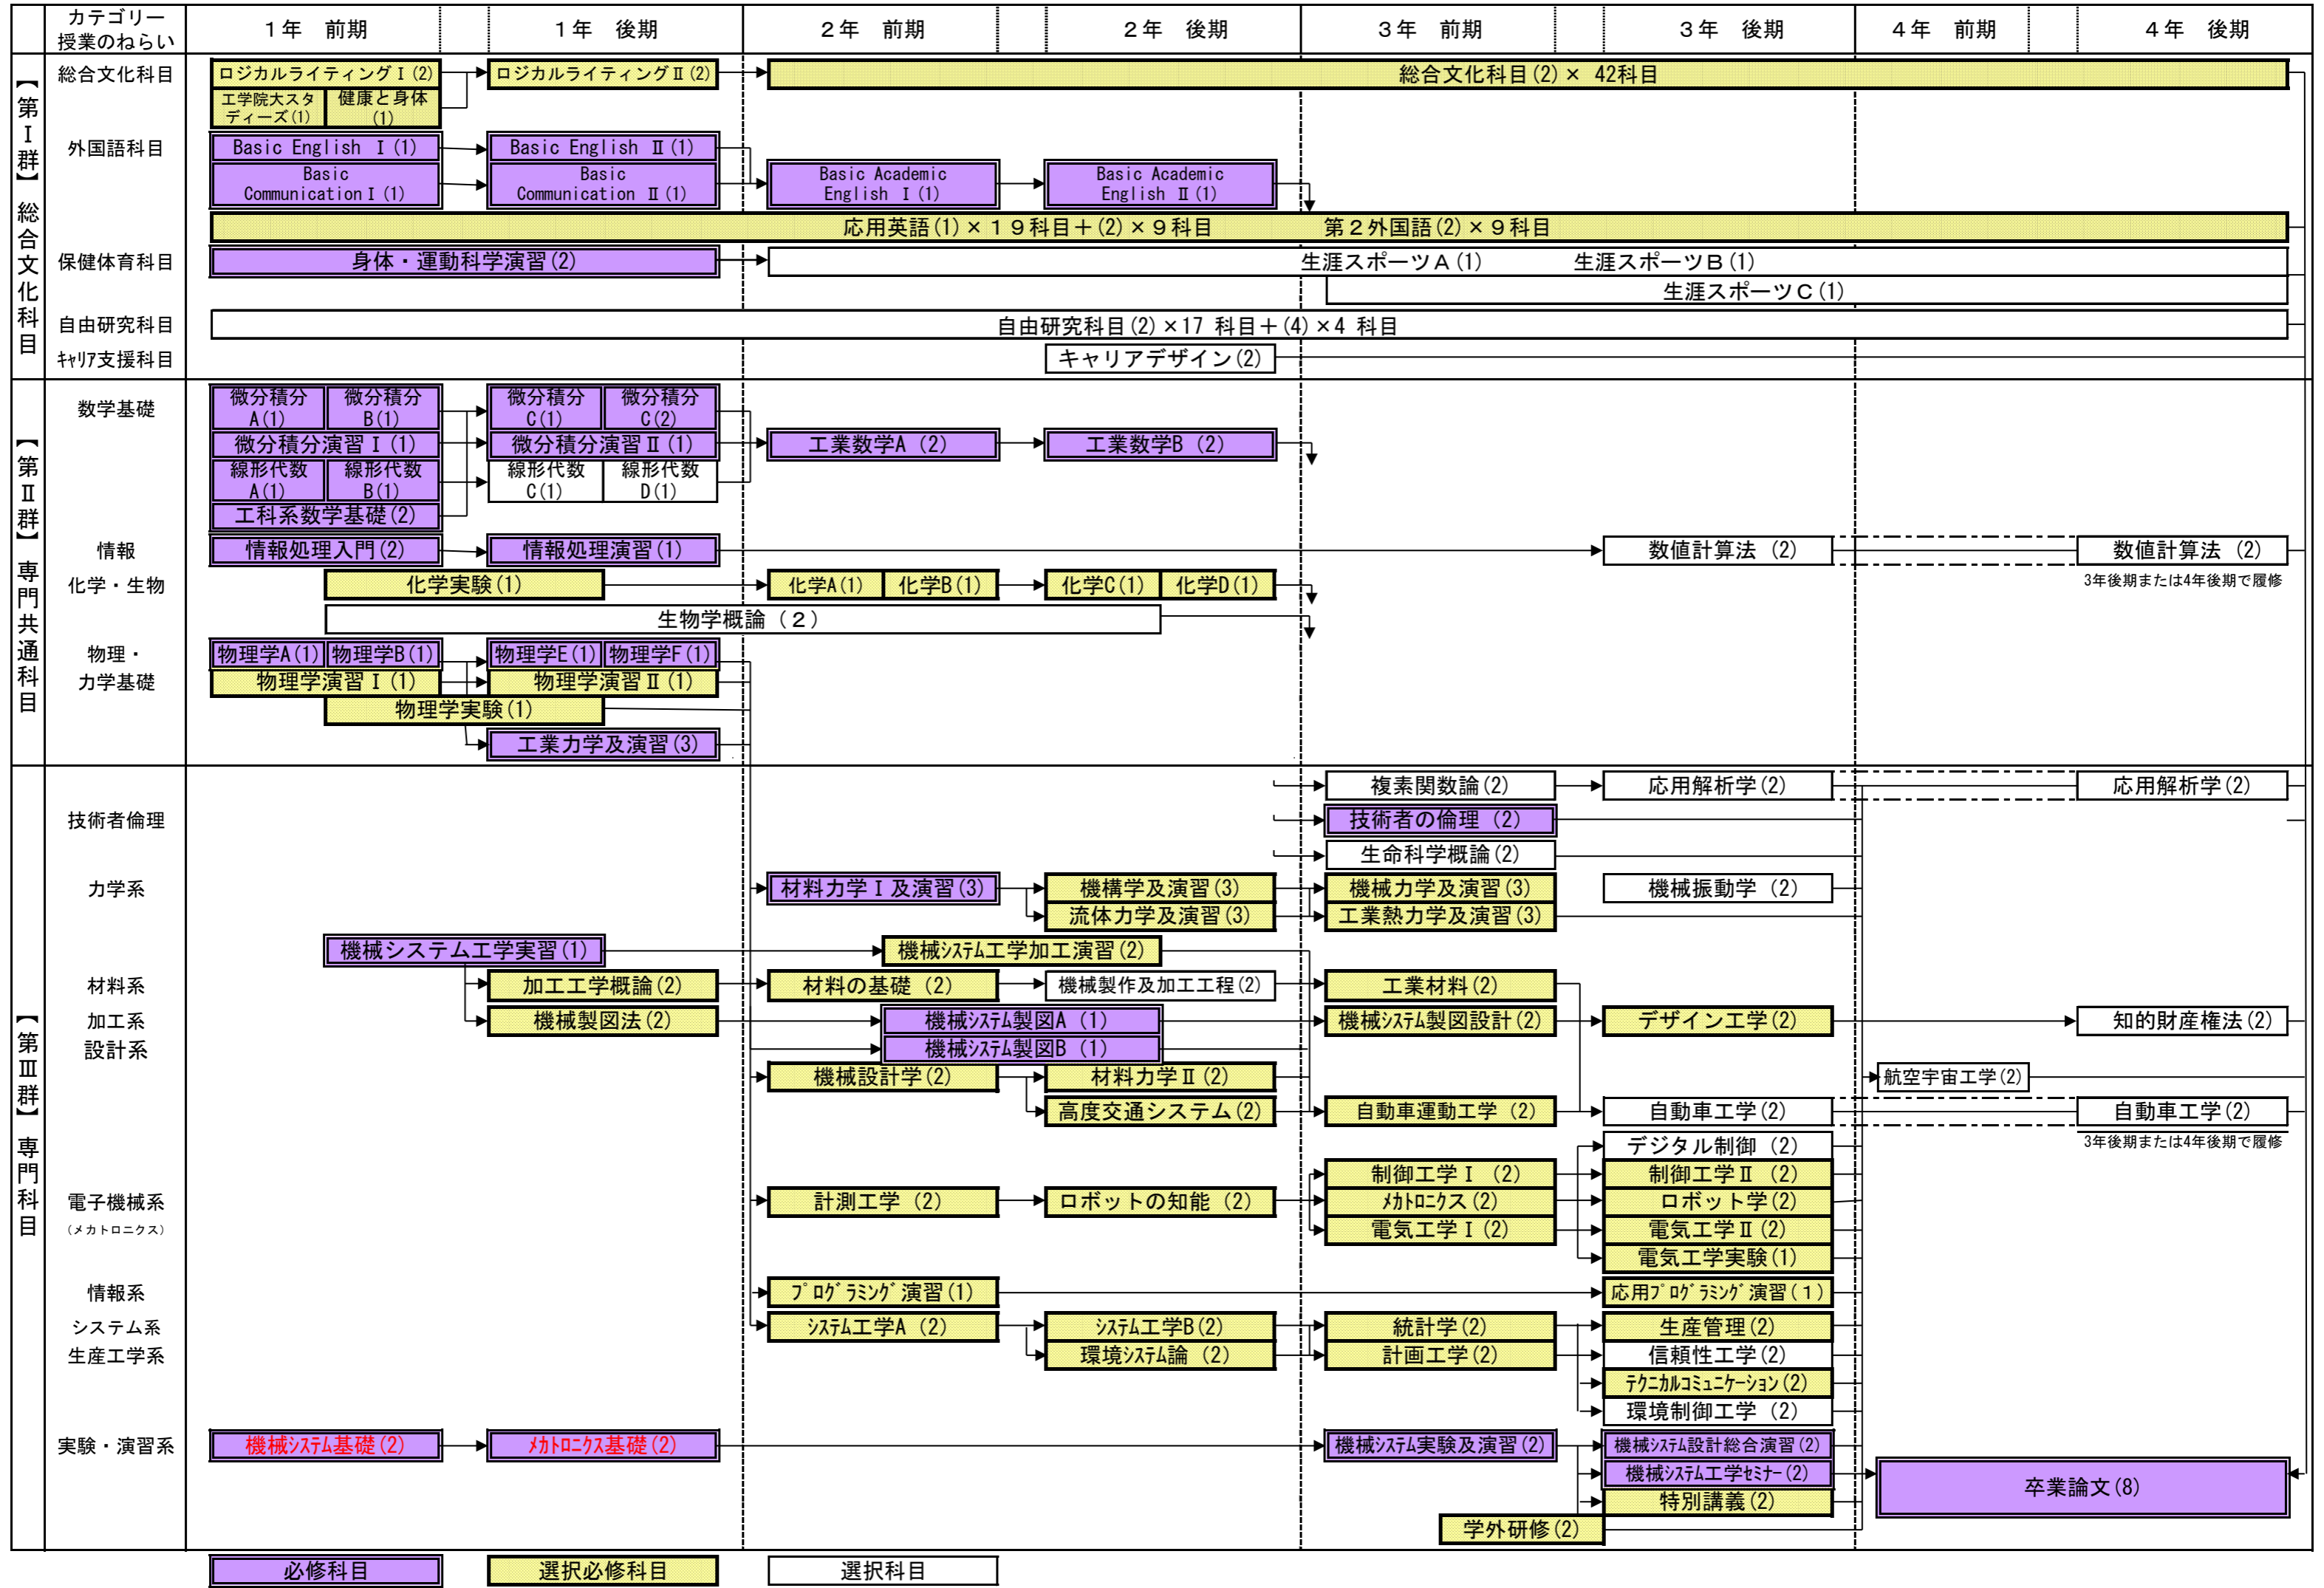 カテゴリー
授業のねらい
1年 前期
1年 後期
2年 前期
2年 後期
3年 前期
3年 後期
4年 前期
4年 後期
【第Ⅰ群】総合文化科目
総合文化科目
ロジカルライティングⅠ(2)
ロジカルライティングⅡ(2)
総合文化科目(2)× 42科目
工学院大スタ
ディーズ(1)
健康と身体
(1)
外国語科目
Basic English Ⅰ(1)
Basic English Ⅱ(1)
Basic
CommunicationⅠ(1)
Basic
Communication Ⅱ(1)
Basic Academic
English Ⅰ(1)
Basic Academic
English Ⅱ(1)
応用英語(1)×19科目+(2)×9科目
第2外国語(2)×9科目
保健体育科目
身体・運動科学演習(2)
生涯スポーツA(1)
生涯スポーツB(1)
生涯スポーツC(1)
自由研究科目
自由研究科目(2)×17 科目+(4)×4 科目
キャリア支援科目
キャリアデザイン(2)
【第Ⅱ群】専門共通科目
数学基礎
微分積分
A(1)
微分積分
B(1)
微分積分
C(1)
微分積分
C(2)
微分積分演習Ⅰ(1)
微分積分演習Ⅱ(1)
工業数学A (2)
工業数学B (2)
線形代数
A(1)
線形代数
B(1)
線形代数
C(1)
線形代数
D(1)
工科系数学基礎(2)
情報
情報処理入門(2)
情報処理演習(1)
数値計算法 (2)
数値計算法 (2)
3年後期または4年後期で履修
化学・生物
化学実験(1)
化学A(1)
化学B(1)
化学C(1)
化学D(1)
生物学概論(2)
物理・
力学基礎
物理学A(1)
物理学B(1)
物理学E(1)
物理学F(1)
物理学演習Ⅰ(1)
物理学演習Ⅱ(1)
物理学実験(1)
工業力学及演習(3)
【第Ⅲ群】専門科目
複素関数論(2)
応用解析学(2)
応用解析学(2)
技術者倫理
技術者の倫理 (2)
生命科学概論(2)
力学系
材料力学Ⅰ及演習(3)
機構学及演習(3)
機械力学及演習(3)
機械振動学 (2)
流体力学及演習(3)
工業熱力学及演習(3)
機械システム工学実習(1)
機械システム工学加工演習(2)
材料系
加工工学概論(2)
材料の基礎 (2)
機械製作及加工工程(2)
工業材料(2)
加工系
機械製図法(2)
機械システム製図A (1)
機械システム製図設計(2)
デザイン工学(2)
知的財産権法(2)
設計系
機械システム製図B (1)
機械設計学(2)
材料力学Ⅱ(2)
航空宇宙工学(2)
高度交通システム(2)
自動車運動工学 (2)
自動車工学(2)
自動車工学(2)
3年後期または4年後期で履修
デジタル制御 (2)
制御工学Ⅰ (2)
制御工学Ⅱ (2)
電子機械系
(メカトロニクス)
計測工学 (2)
ロボットの知能 (2)
メカトロニクス(2)
ロボット学(2)
電気工学Ⅰ(2)
電気工学Ⅱ(2)
電気工学実験(1)
情報系
プログラミング演習(1)
応用プログラミング演習(1)
システム系
システム工学A (2)
システム工学B(2)
統計学(2)
生産管理(2)
生産工学系
環境システム論 (2)
計画工学(2)
信頼性工学(2)
テクニカルコミュニケーション(2)
環境制御工学 (2)
実験・演習系
機械システム基礎(2)
メカトロニクス基礎(2)
機械システム実験及演習(2)
機械システム設計総合演習(2)
機械システム工学セミナー(2)
卒業論文(8)
特別講義(2)
学外研修(2)
必修科目
選択必修科目
選択科目